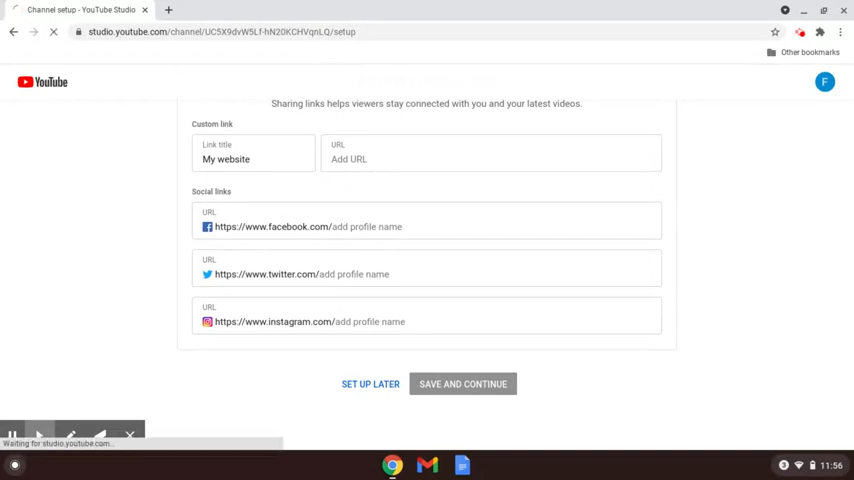 Channel setup - YouTube Studio
studio.youtube.com/channel/UC5X9dvW5Lf-hN20KCHVqnLQ/setup
Other bookmarks
YouTube
F
Sharing links helps viewers stay connected with you and your latest videos.
Custom link
Link title
My website
URL
Add URL
Social links
URL
https://www.facebook.com/add profile name
URL
https://www.twitter.com/add profile name
URL
https://www.instagram.com/add profile name
SET UP LATER
SAVE AND CONTINUE
Waiting for studio.youtube.com...
3
11:56